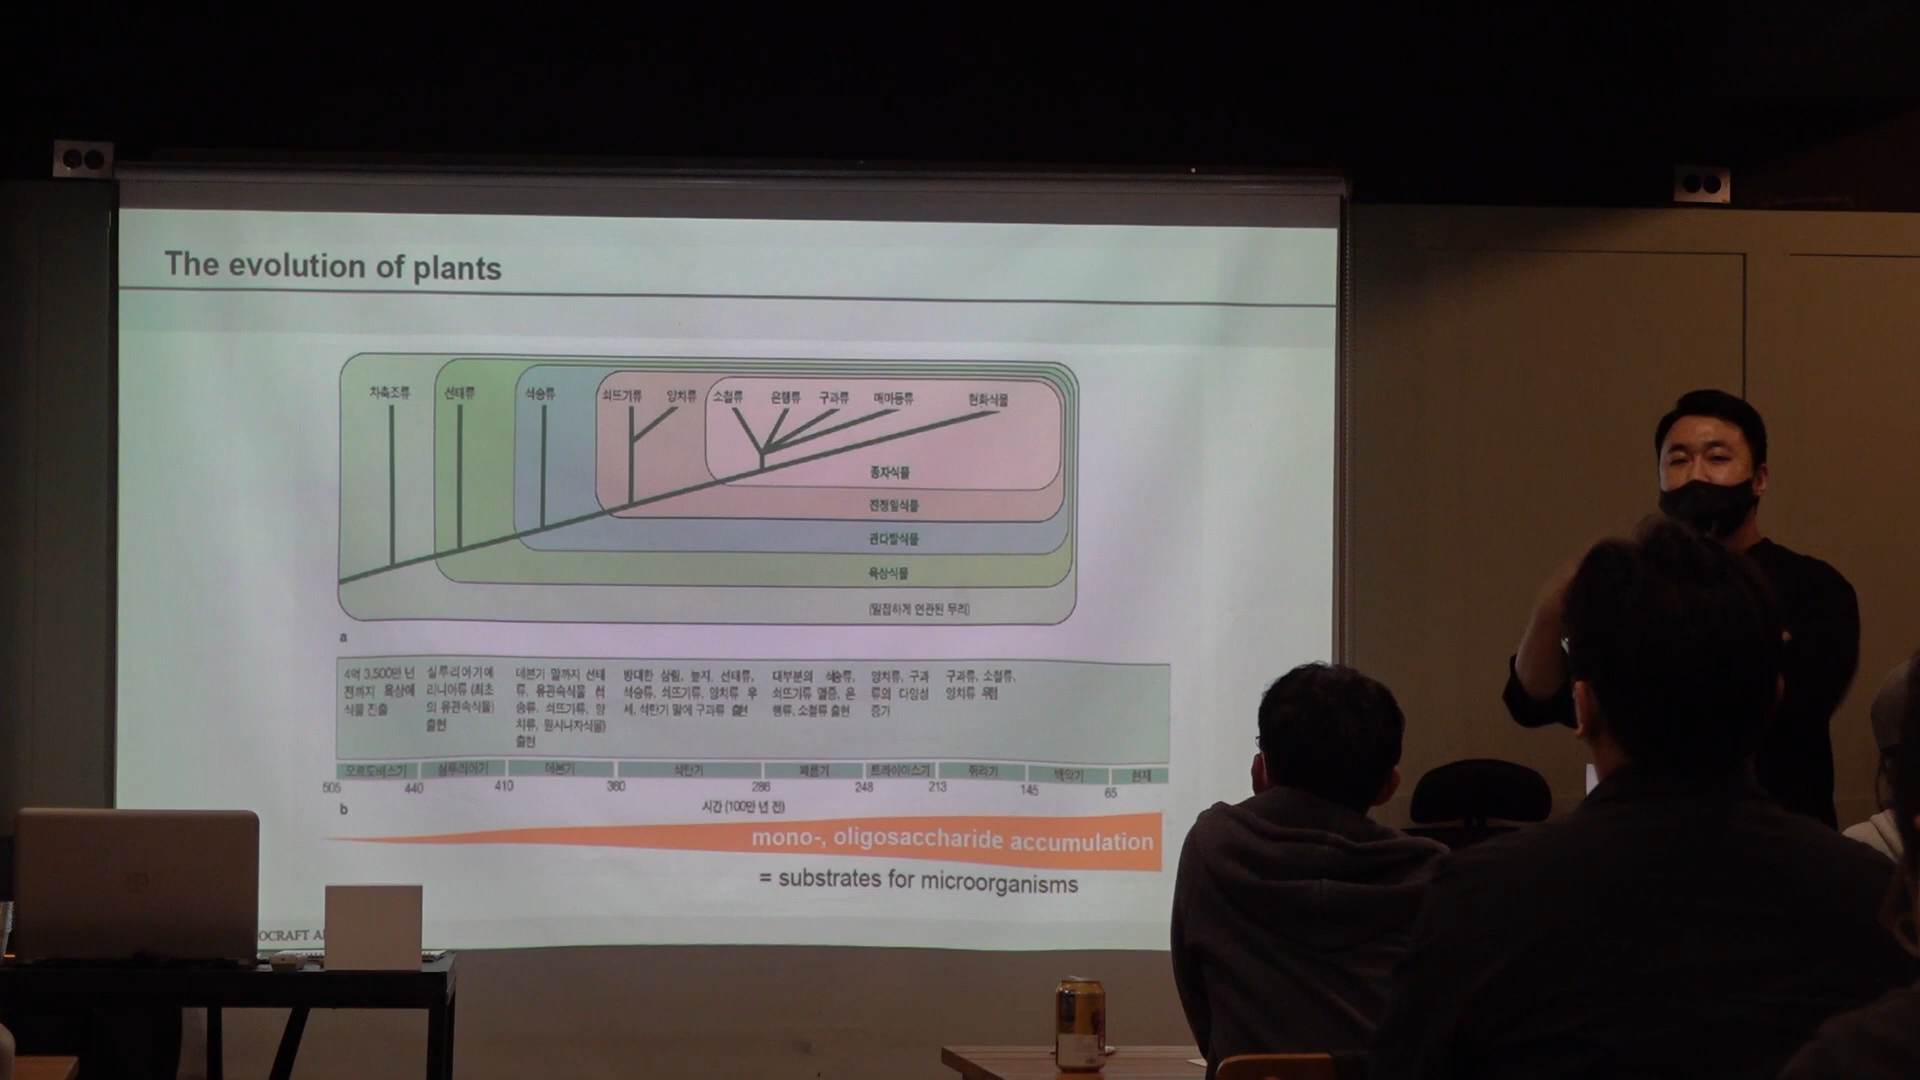 The evolution of plants
차축조류 선태류 석송류 쇠뜨기류 양치류 소철류 은행류 구과류 매마등류 현화식물
종자식물
진정엽식물
관다발식물
육상식물
(밀접하게 연관된 무리)
a
4억 3,500만 년
전까지 육상에
식물 진출
실루리아기에
리니아류 (최초
의 유관속식물)
출현
데본기 말까지 선태
류, 유관속식물 석
송류, 쇠뜨기류, 양
치류, 원시나자식물)
출현
방대한 삼림, 늪지, 선태류,
석송류, 쇠뜨기류, 양치류 우
세, 석탄기 말에 구과류 출현
대부분의 석송류,
쇠뜨기류 멸종, 은
행류, 소철류 출현
양치류, 구과
류의 다양성
증가
구과류, 소철류,
양치류 우점
오르도비스기 실루리아기 데본기 석탄기 페름기 트라이아스기 쥐라기 백악기 현재
505 440 410 360 286 248 213 145 65
시간 (100만 년 전)
b
mono-, oligosaccharide accumulation
= substrates for microorganisms
OCRAFT